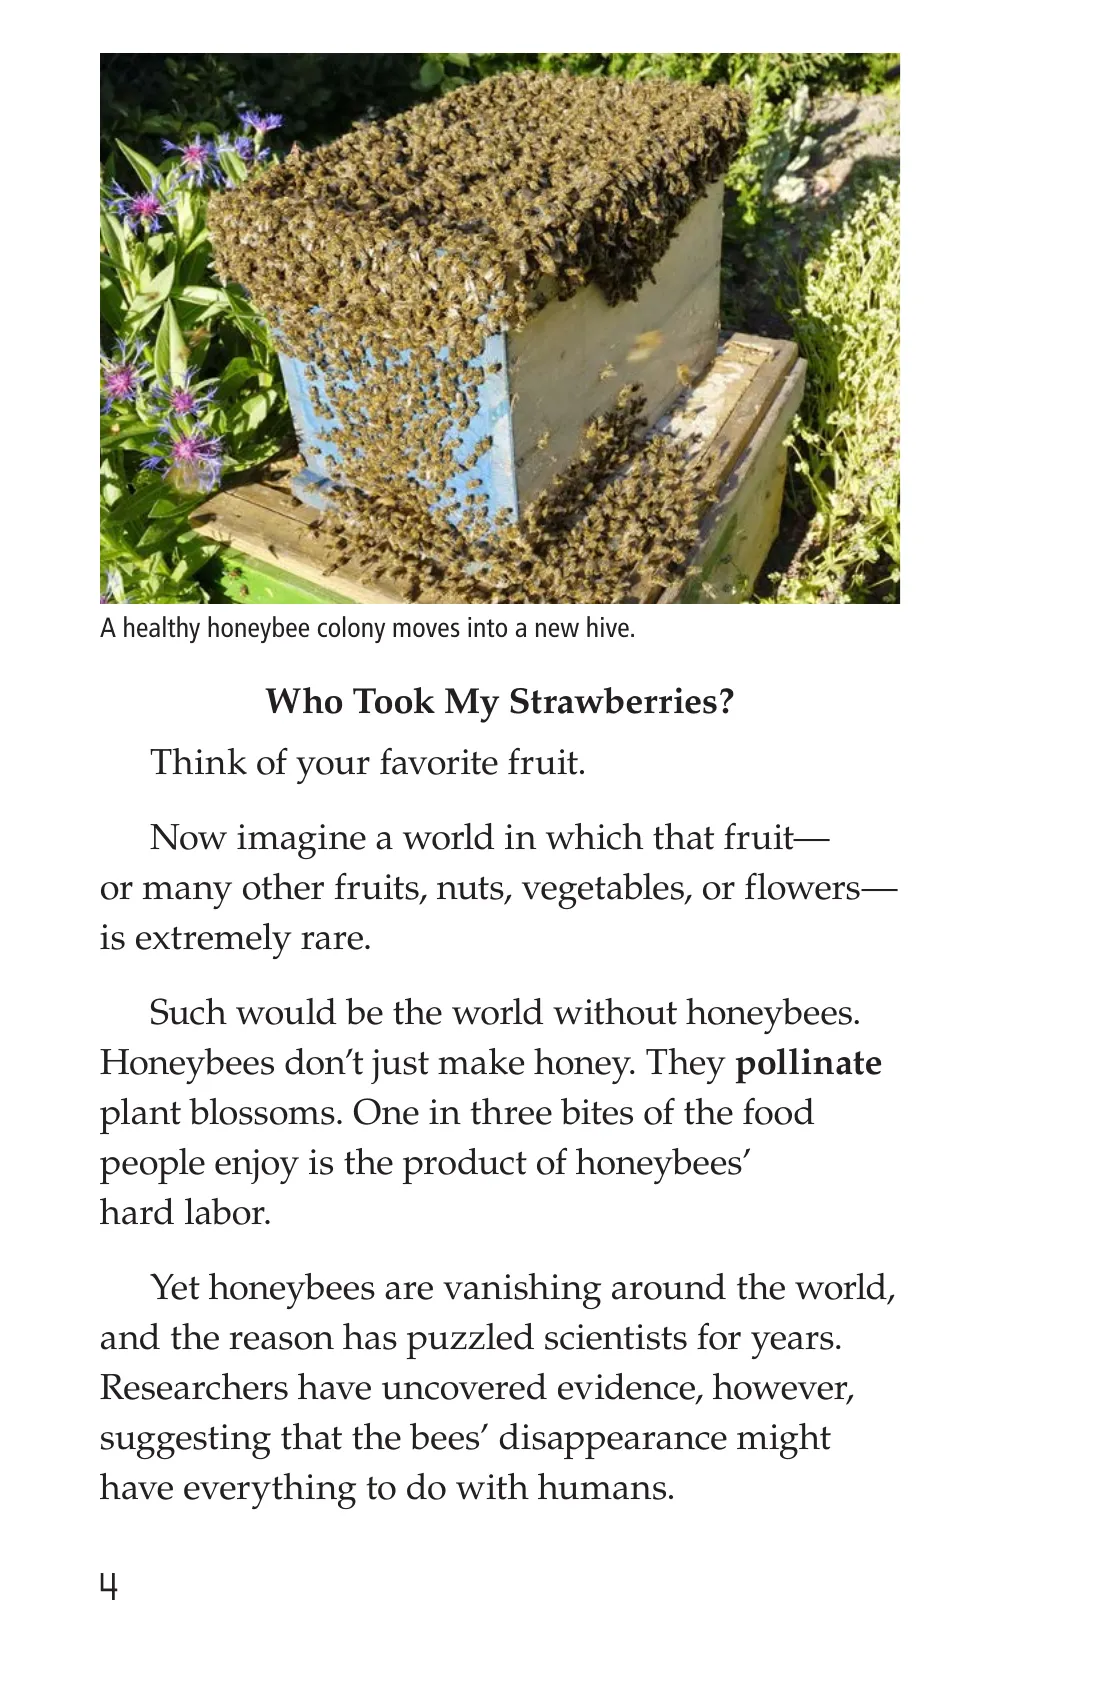 A healthy honeybee colony moves into a new hive.
Who Took My Strawberries?
Think of your favorite fruit.
Now imagine a world in which that fruit—
or many other fruits, nuts, vegetables, or flowers—
is extremely rare.
Such would be the world without honeybees.
Honeybees don’t just make honey. They pollinate
plant blossoms. One in three bites of the food
people enjoy is the product of honeybees’
hard labor.
Yet honeybees are vanishing around the world,
and the reason has puzzled scientists for years.
Researchers have uncovered evidence, however,
suggesting that the bees’ disappearance might
have everything to do with humans.
4